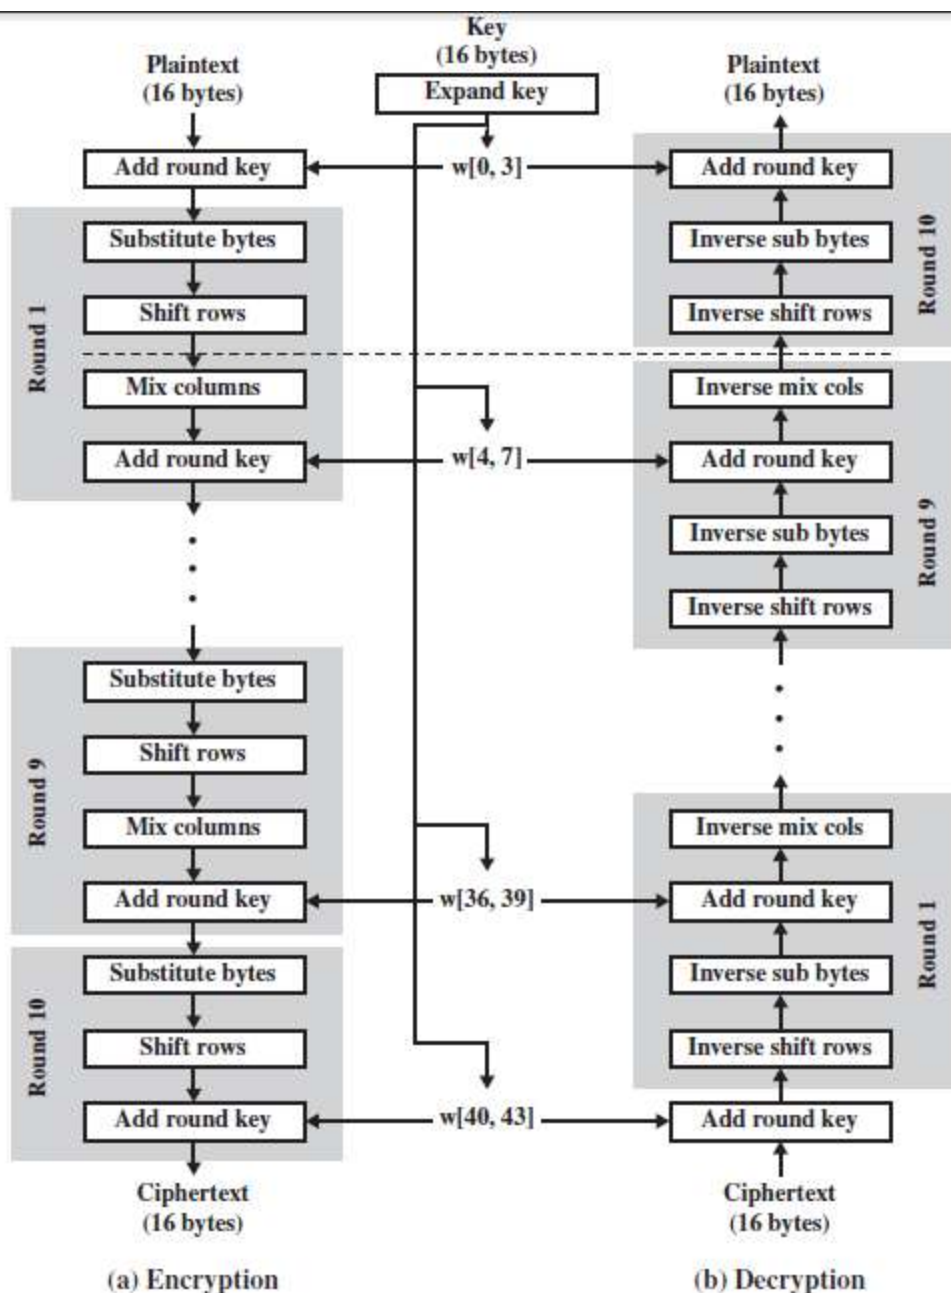 Key
(16 bytes)
Expand key
Plaintext
(16 bytes)
Add round key
Round 1
Substitute bytes
Shift rows
Mix columns
Add round key
Round 9
Substitute bytes
Shift rows
Mix columns
Add round key
Round 10
Substitute bytes
Shift rows
Add round key
Ciphertext
(16 bytes)
(a) Encryption
w[0, 3]
w[4, 7]
w[36, 39]
w[40, 43]
Plaintext
(16 bytes)
Add round key
Inverse sub bytes
Inverse shift rows
Round 10
Inverse mix cols
Add round key
Inverse sub bytes
Inverse shift rows
Round 9
Inverse mix cols
Add round key
Inverse sub bytes
Inverse shift rows
Round 1
Add round key
Ciphertext
(16 bytes)
(b) Decryption